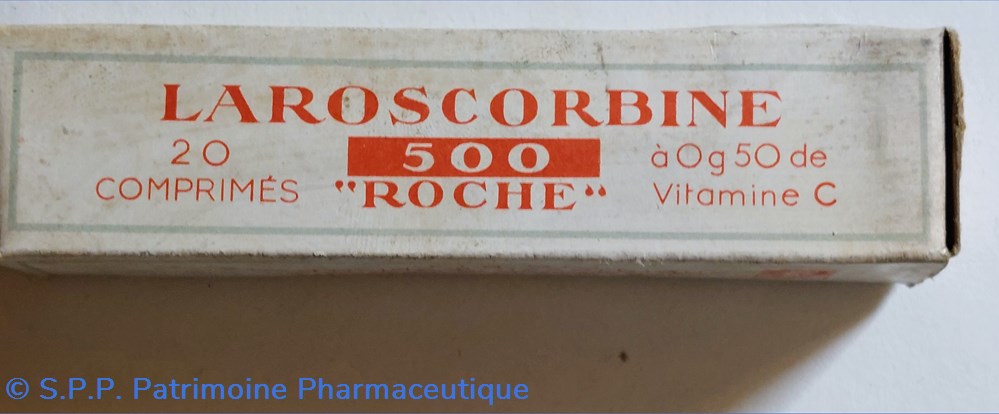 LAROSCORBINE
20
COMPRIMÉS
500
"ROCHE"
à 0g 50 de
Vitamine C
© S.P.P. Patrimoine Pharmaceutique